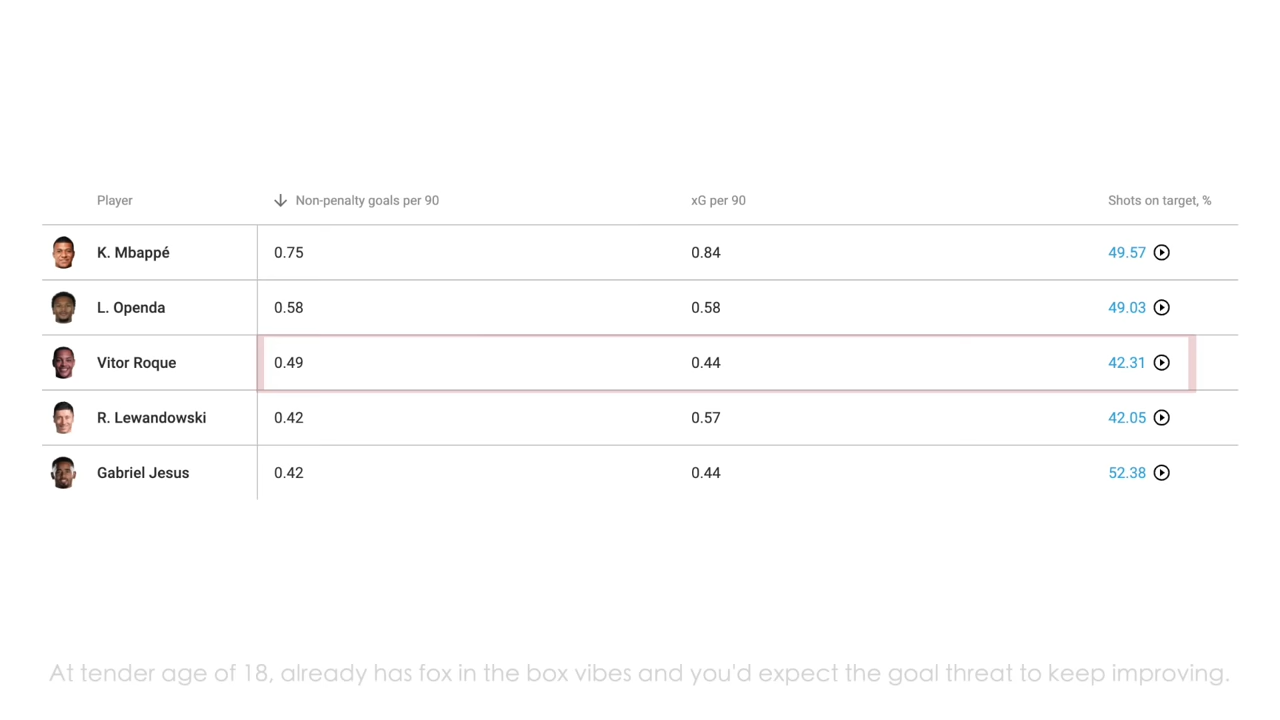 Player Non-penalty goals per 90 xG per 90 Shots on target, %
K. Mbappé 0.75 0.84 49.57
L. Openda 0.58 0.58 49.03
Vitor Roque 0.49 0.44 42.31
R. Lewandowski 0.42 0.57 42.05
Gabriel Jesus 0.42 0.44 52.38
At tender age of 18, already has fox in the box vibes and you'd expect the goal threat to keep improving.